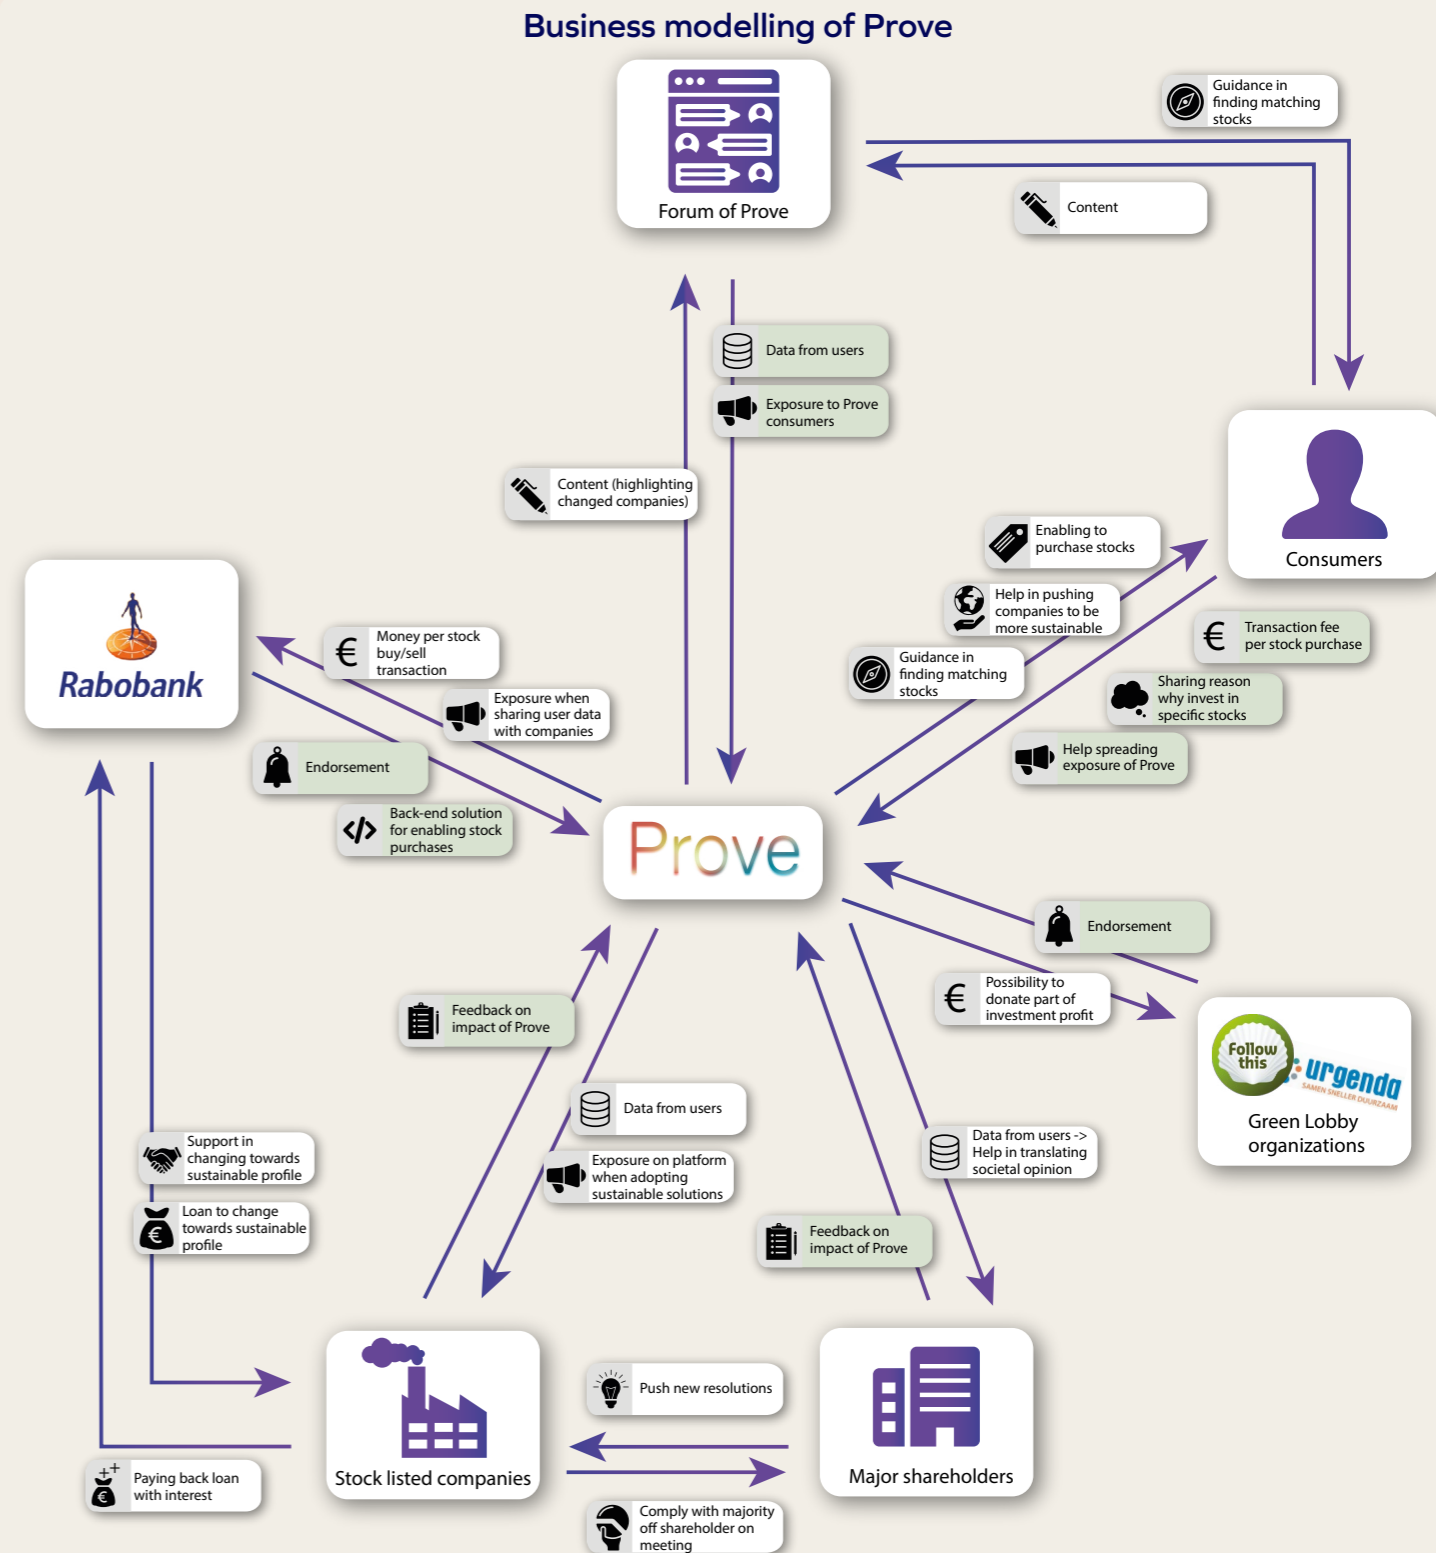 Business modelling of Prove
Guidance in
finding matching
stocks
Content
Forum of Prove
Data from users
Exposure to Prove
consumers
Content (highlighting
changed companies)
Enabling to
purchase stocks
Consumers
Help in pushing
companies to be
more sustainable
Transaction fee
per stock purchase
Money per stock
buy/sell
transaction
Guidance in
finding matching
stocks
Sharing reason
why invest in
specific stocks
Rabobank
Exposure when
sharing user data
with companies
Help spreading
exposure of Prove
Endorsement
</>
Back-end solution
for enabling stock
purchases
Prove
Endorsement
€
Possibility to
donate part of
investment profit
Feedback on
impact of Prove
Follow
this
urgenda
SAMEN SNELLER DUURZAAM
Green Lobby
organizations
Data from users
Data from users ->
Help in translating
societal opinion
Support in
changing towards
sustainable profile
Exposure on platform
when adopting
sustainable solutions
Loan to change
towards sustainable
profile
Feedback on
impact of Prove
Push new resolutions
Stock listed companies
Major shareholders
Paying back loan
with interest
Comply with majority
off shareholder on
meeting